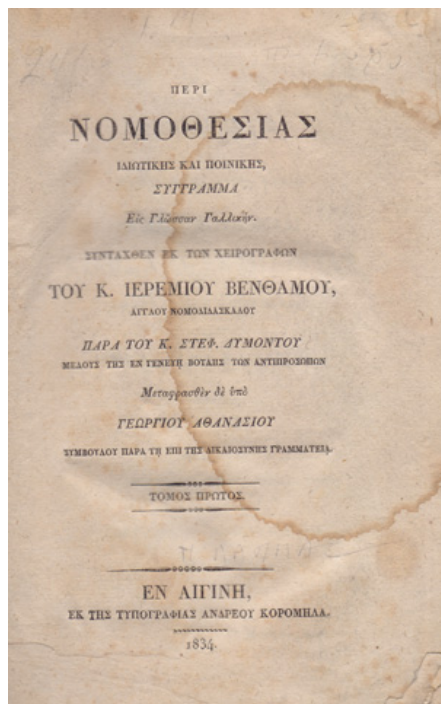 ΠΕΡΙ
ΝΟΜΟΘΕΣΙΑΣ
ΙΔΙΩΤΙΚΗΣ ΚΑΙ ΠΟΙΝΙΚΗΣ,
ΣΥΓΓΡΑΜΜΑ
Εἰς Γλῶσσαν Γαλλικὴν.
ΣΥΝΤΑΧΘΕΝ ΕΚ ΤΩΝ ΧΕΙΡΟΓΡΑΦΩΝ
ΤΟΥ Κ. ΙΕΡΕΜΙΟΥ ΒΕΝΘΑΜΟΥ,
ΑΓΓΛΟΥ ΝΟΜΟΔΙΔΑΣΚΑΛΟΥ
ΠΑΡΑ ΤΟΥ Κ. ΣΤΕΦ. ΔΥΜΟΝΤΟΥ
ΜΕΛΟΥΣ ΤΗΣ ΕΝ ΓΕΝΕΥΗ ΒΟΥΛΗΣ ΤΩΝ ΑΝΤΙΠΡΟΣΩΠΩΝ
Μεταφρασθὲν δὲ ὑπὸ
ΓΕΩΡΓΙΟΥ ΑΘΑΝΑΣΙΟΥ
ΣΥΜΒΟΥΛΟΥ ΠΑΡΑ ΤΗ ΕΠΙ ΤΗΣ ΔΙΚΑΙΟΣΥΝΗΣ ΓΡΑΜΜΑΤΕΙᾼ.
ΤΟΜΟΣ ΠΡΩΤΟΣ.
ΕΝ ΑΙΓΙΝΗ,
ΕΚ ΤΗΣ ΤΥΠΟΓΡΑΦΙΑΣ ΑΝΔΡΕΟΥ ΚΟΡΟΜΗΛΑ.
1834.